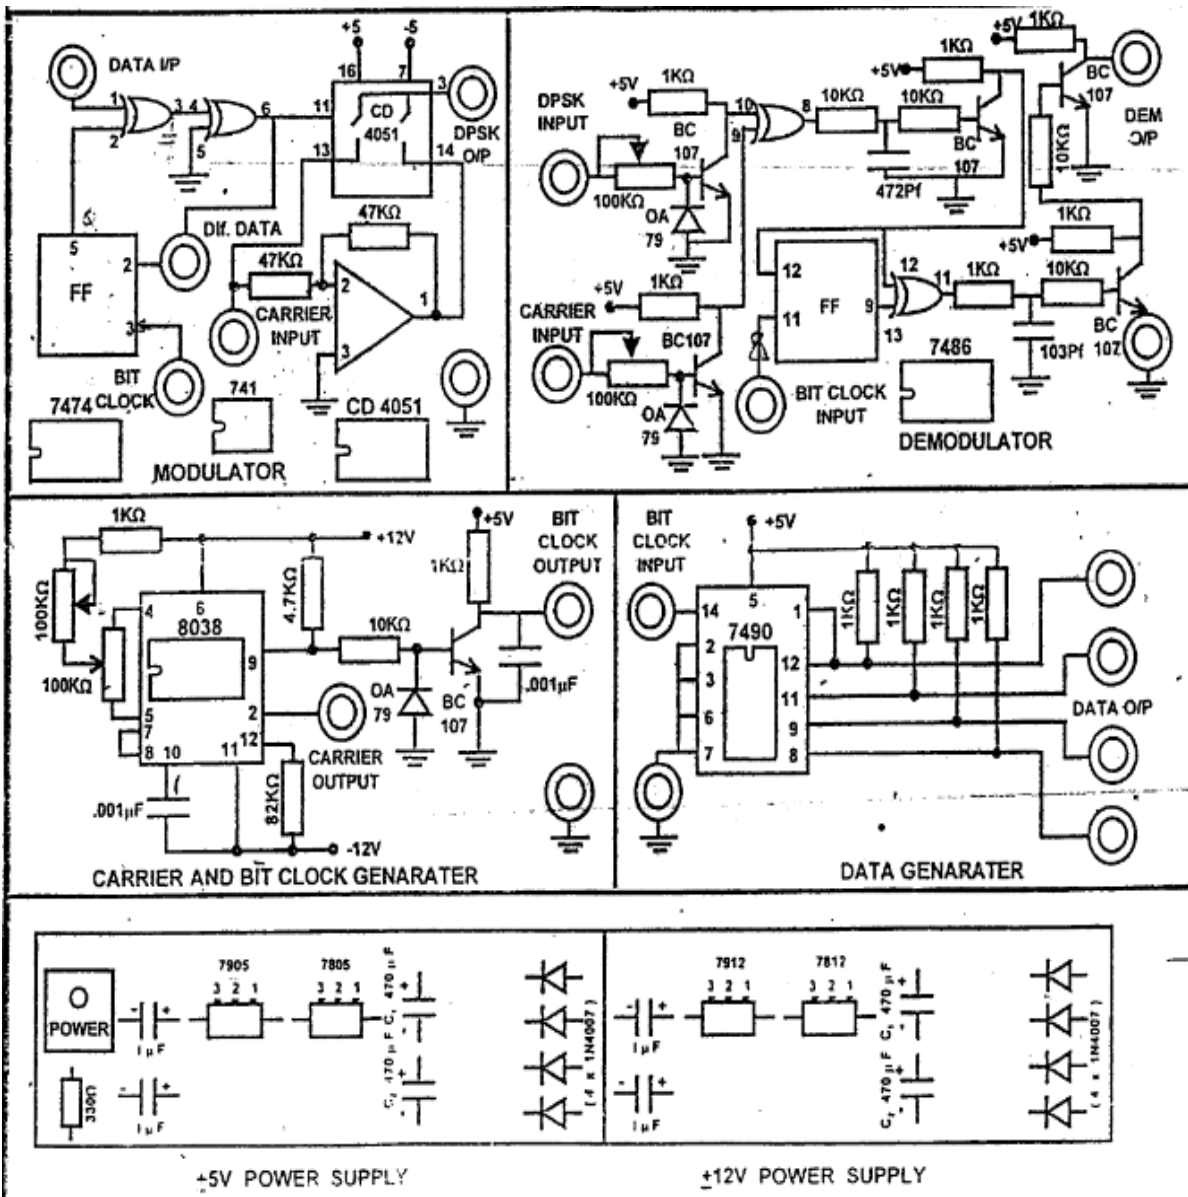 +5 -5
DATA I/P
16 7
3
1
2
3 4
5
6
11
CD
4051
DPSK
O/P
13
14
5
FF
2
3
DIf. DATA
47KΩ
47KΩ
2
1
3
CARRIER
INPUT
BIT
CLOCK
7474
741
CD 4051
MODULATOR
+5V 1KΩ
1KΩ
+5V
BC
107
DEM
O/P
1KΩ
+5V
DPSK
INPUT
BC
107
10
9
8
10KΩ
10KΩ
BC
107
10KΩ
472Pf
100KΩ
OA
79
1KΩ
+5V
1KΩ
+5V
CARRIER
INPUT
BC107
100KΩ
OA
79
12
FF
9
11
12
13
11
1KΩ
10KΩ
BC
107
103Pf
7486
BIT CLOCK
INPUT
DEMODULATOR
1KΩ
+12V
100KΩ
100KΩ
4
6
8038
9
5
7
8
10
11
2
12
4.7KΩ
10KΩ
OA
79
BC
107
1KΩ
+5V
.001µF
BIT
CLOCK
OUTPUT
CARRIER
OUTPUT
82KΩ
.001µF
-12V
CARRIER AND BIT CLOCK GENARATER
BIT
CLOCK
INPUT
+5V
14
5
1
7490
2
3
6
7
12
11
9
8
1KΩ
1KΩ
1KΩ
1KΩ
DATA O/P
DATA GENARATER
POWER
330Ω
- +
1 µF
- +
1 µF
7905
3 2 1
7805
3 2 1
C₁ 470 µF
+
-
C₂ 470 µF
+
-
( 4 x 1N4007 )
- +
1 µF
- +
1 µF
7912
3 2 1
7812
3 2 1
C₁ 470 µF
+
-
C₂ 470 µF
+
-
( 4 x 1N4007 )
±5V POWER SUPPLY
±12V POWER SUPPLY